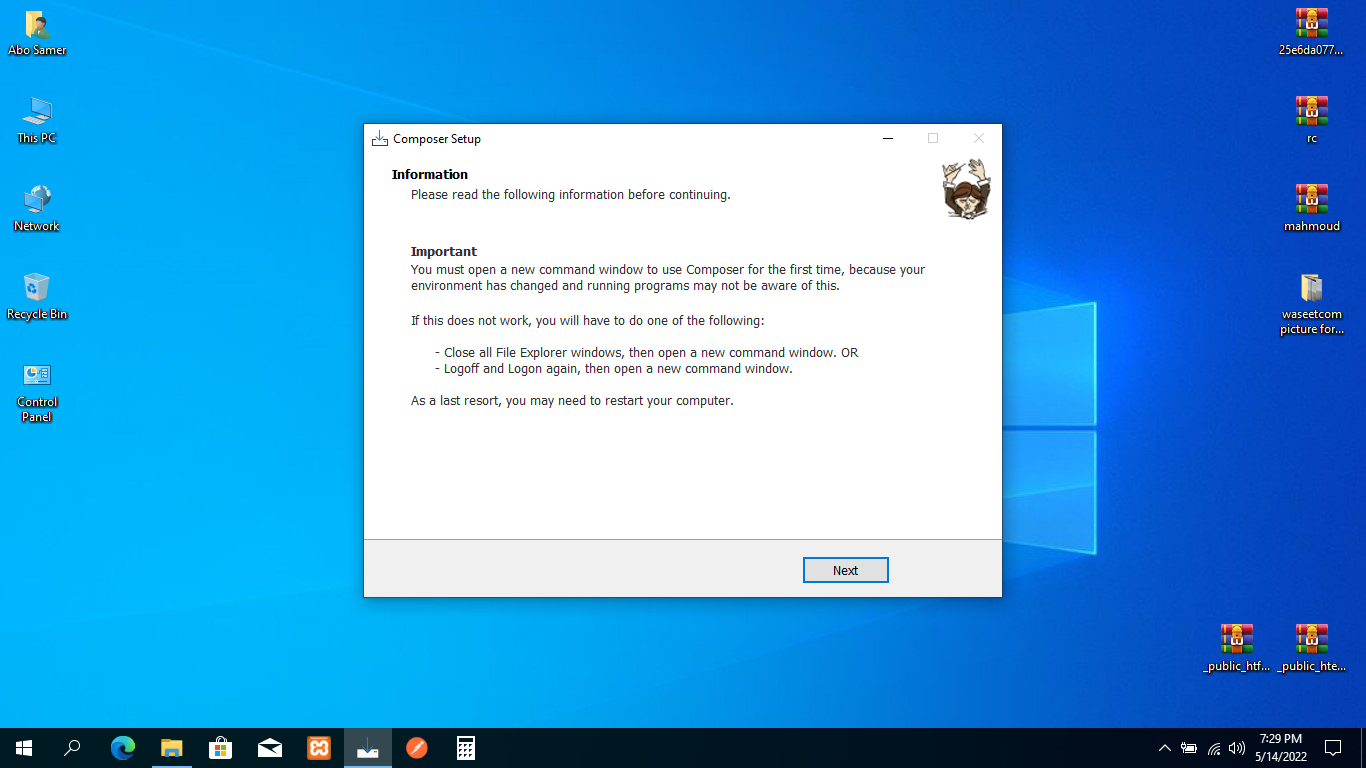 Abo Samer
This PC
Network
Recycle Bin
Control
Panel
Composer Setup
Information
Please read the following information before continuing.
Important
You must open a new command window to use Composer for the first time, because your
environment has changed and running programs may not be aware of this.
If this does not work, you will have to do one of the following:
- Close all File Explorer windows, then open a new command window. OR
- Logoff and Logon again, then open a new command window.
As a last resort, you may need to restart your computer.
Next
25e6da077...
rc
mahmoud
waseetcom
picture for...
_public_htf...
_public_hte...
7:29 PM
5/14/2022